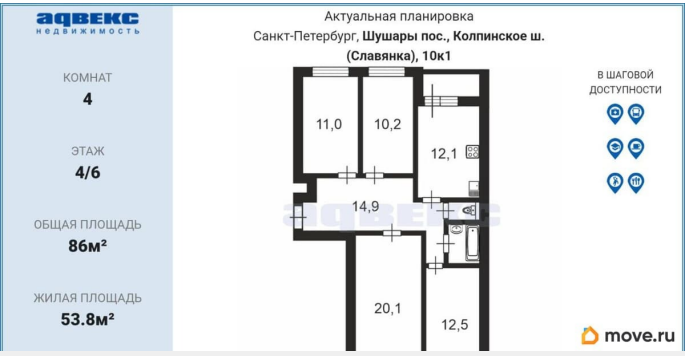 адвекс
НЕДВИЖИМОСТЬ
КОМНАТ
4
ЭТАЖ
4/6
ОБЩАЯ ПЛОЩАДЬ
86м²
ЖИЛАЯ ПЛОЩАДЬ
53.8м²
Актуальная планировка
Санкт-Петербург, Шушары пос., Колпинское ш.
(Славянка), 10к1
11,0
10,2
12,1
14,9
адвекс
20,1
12,5
В ШАГОВОЙ
ДОСТУПНОСТИ
move.ru